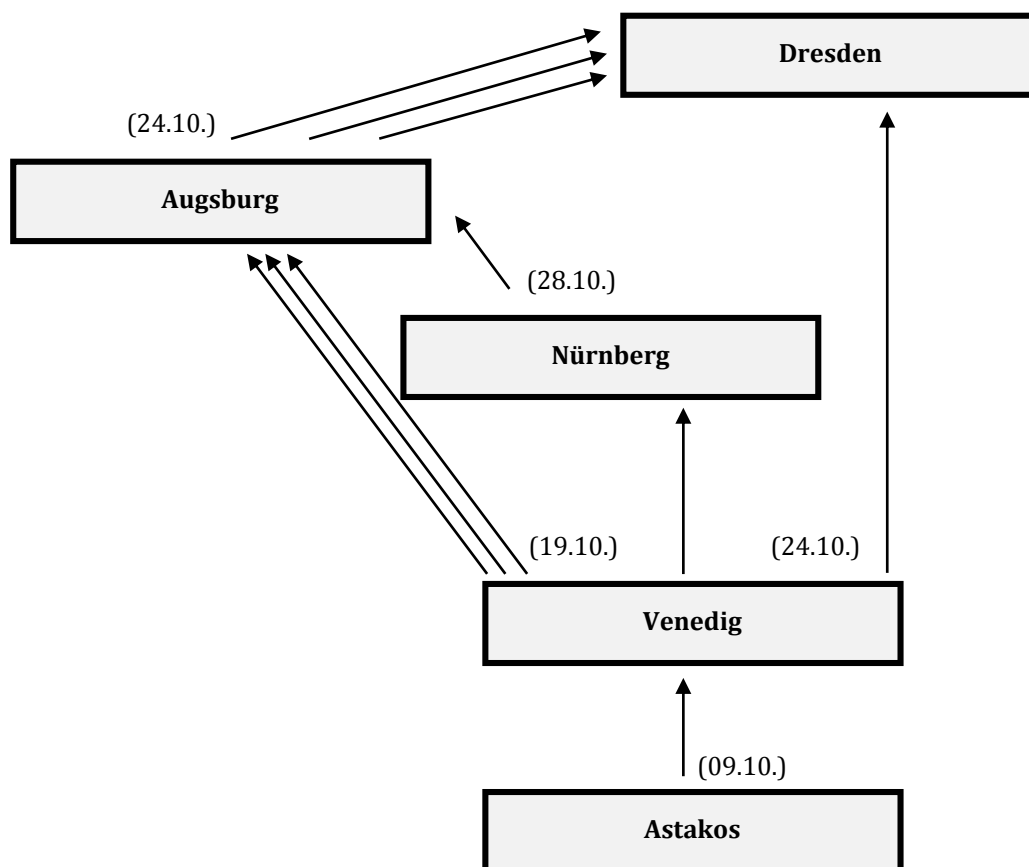 Dresden
(24.10.)
Augsburg
(28.10.)
Nürnberg
(19.10.)
(24.10.)
Venedig
(09.10.)
Astakos